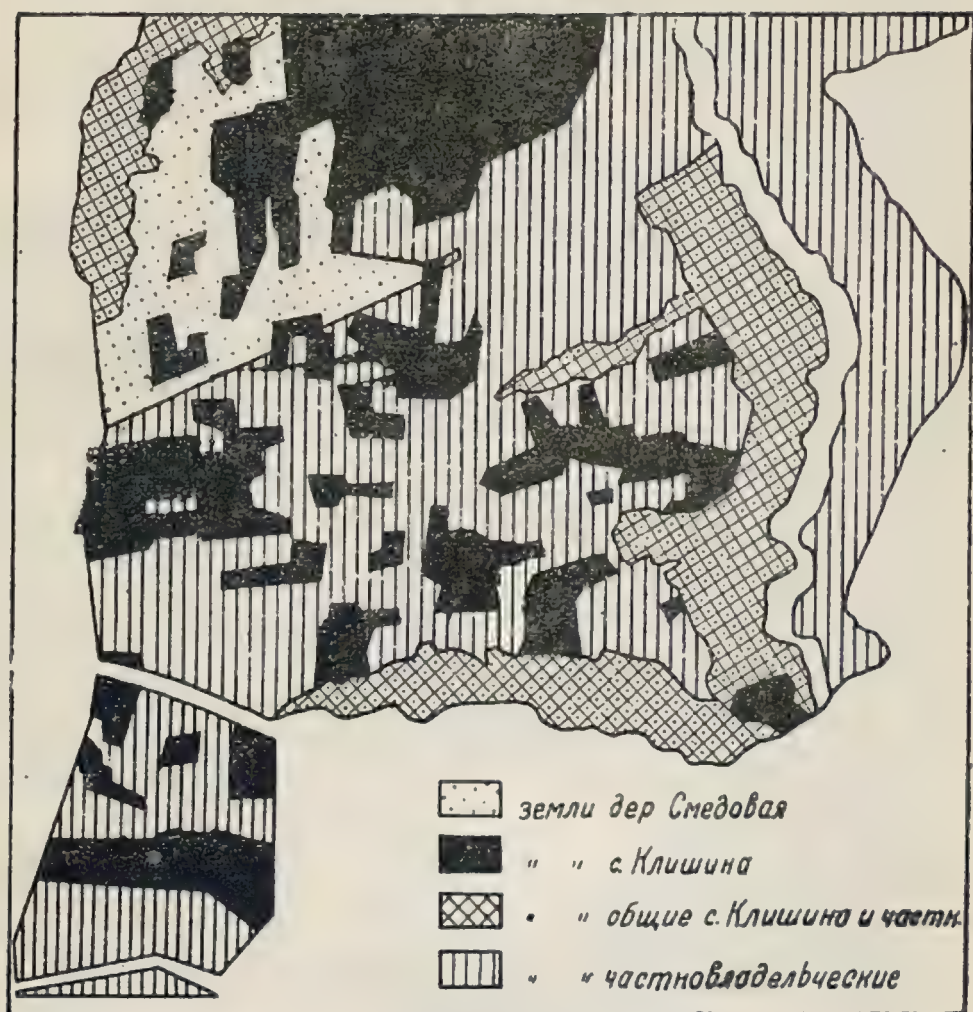 земли дер Смедовая
" " с. Клишина
" " общие с. Клишина и частн.
" " частновладельческие